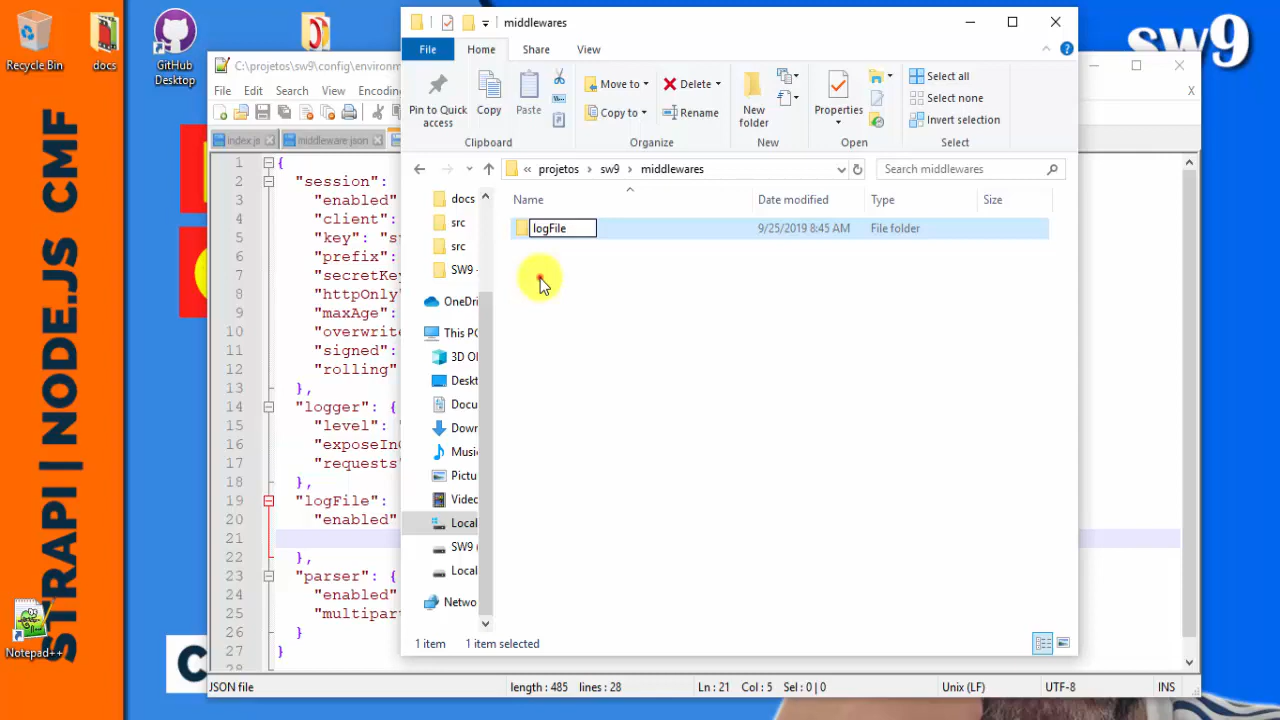 Recycle Bin
docs
GitHub
Desktop
sw9
STRAPI | NODE.JS CMF
Notepad++
C:\projetos\sw9\config\environm
File Edit Search View Encoding
index.js middleware.json
1 {
2 "session":
3 "enabled"
4 "client":
5 "key": "s
6 "prefix":
7 "secretKey
8 "httpOnly"
9 "maxAge":
10 "overwrite
11 "signed":
12 "rolling"
13 },
14 "logger": {
15 "level":
16 "exposeInC
17 "requests"
18 },
19 "logFile":
20 "enabled"
21
22 },
23 "parser": {
24 "enabled"
25 "multipar
26 }
27 }
28
JSON file length : 485 lines : 28 Ln : 21 Col : 5 Sel : 0 | 0 Unix (LF) UTF-8 INS
middlewares
File Home Share View
Pin to Quick
access
Copy
Paste
Move to
Copy to
Delete
Rename
New
folder
Properties
Select all
Select none
Invert selection
Clipboard Organize New Open Select
« projetos › sw9 › middlewares
Search middlewares
Name Date modified Type Size
logFile 9/25/2019 8:45 AM File folder
docs
src
src
SW9 -
OneDri
This PC
3D Ob
Deskt
Docu
Down
Music
Pictu
Video
Local
SW9 (
Local
Netwo
1 item 1 item selected
C